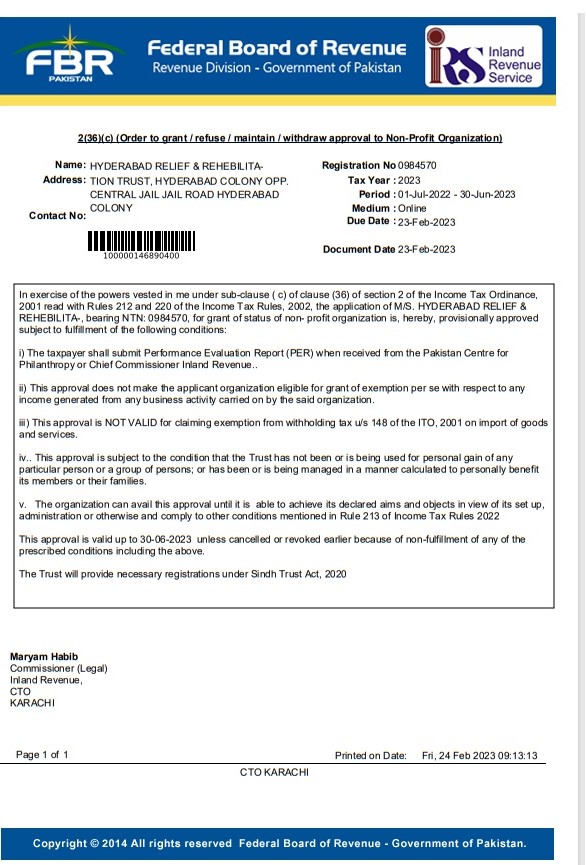 FBR
PAKISTAN
Federal Board of Revenue
Revenue Division - Government of Pakistan
IRS
Inland
Revenue
Service
2(36)(c) (Order to grant / refuse / maintain / withdraw approval to Non-Profit Organization)
Name: HYDERABAD RELIEF & REHEBILITA-
Address: TION TRUST, HYDERABAD COLONY OPP.
CENTRAL JAIL JAIL ROAD HYDERABAD
COLONY
Contact No:
100000146890400
Registration No 0984570
Tax Year : 2023
Period : 01-Jul-2022 - 30-Jun-2023
Medium : Online
Due Date : 23-Feb-2023
Document Date 23-Feb-2023
In exercise of the powers vested in me under sub-clause ( c) of clause (36) of section 2 of the Income Tax Ordinance,
2001 read with Rules 212 and 220 of the Income Tax Rules, 2002, the application of M/S. HYDERABAD RELIEF &
REHEBILITA-, bearing NTN: 0984570, for grant of status of non- profit organization is, hereby, provisionally approved
subject to fulfillment of the following conditions:
i) The taxpayer shall submit Performance Evaluation Report (PER) when received from the Pakistan Centre for
Philanthropy or Chief Commissioner Inland Revenue..
ii) This approval does not make the applicant organization eligible for grant of exemption per se with respect to any
income generated from any business activity carried on by the said organization.
iii) This approval is NOT VALID for claiming exemption from withholding tax u/s 148 of the ITO, 2001 on import of goods
and services.
iv.. This approval is subject to the condition that the Trust has not been or is being used for personal gain of any
particular person or a group of persons; or has been or is being managed in a manner calculated to personally benefit
its members or their families.
v. The organization can avail this approval until it is able to achieve its declared aims and objects in view of its set up,
administration or otherwise and comply to other conditions mentioned in Rule 213 of Income Tax Rules 2022
This approval is valid up to 30-06-2023 unless cancelled or revoked earlier because of non-fulfillment of any of the
prescribed conditions including the above.
The Trust will provide necessary registrations under Sindh Trust Act, 2020
Maryam Habib
Commissioner (Legal)
Inland Revenue,
CTO
KARACHI
Page 1 of 1
Printed on Date: Fri, 24 Feb 2023 09:13:13
CTO KARACHI
Copyright © 2014 All rights reserved Federal Board of Revenue - Government of Pakistan.